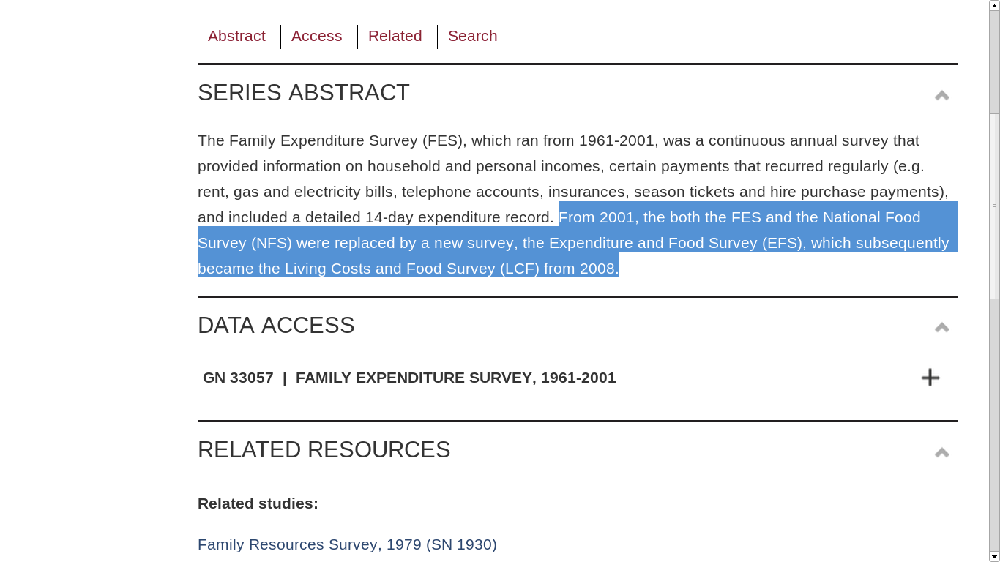 Abstract Access Related Search
SERIES ABSTRACT
The Family Expenditure Survey (FES), which ran from 1961-2001, was a continuous annual survey that
provided information on household and personal incomes, certain payments that recurred regularly (e.g.
rent, gas and electricity bills, telephone accounts, insurances, season tickets and hire purchase payments),
and included a detailed 14-day expenditure record. From 2001, the both the FES and the National Food
Survey (NFS) were replaced by a new survey, the Expenditure and Food Survey (EFS), which subsequently
became the Living Costs and Food Survey (LCF) from 2008.
DATA ACCESS
GN 33057 | FAMILY EXPENDITURE SURVEY, 1961-2001
RELATED RESOURCES
Related studies:
Family Resources Survey, 1979 (SN 1930)